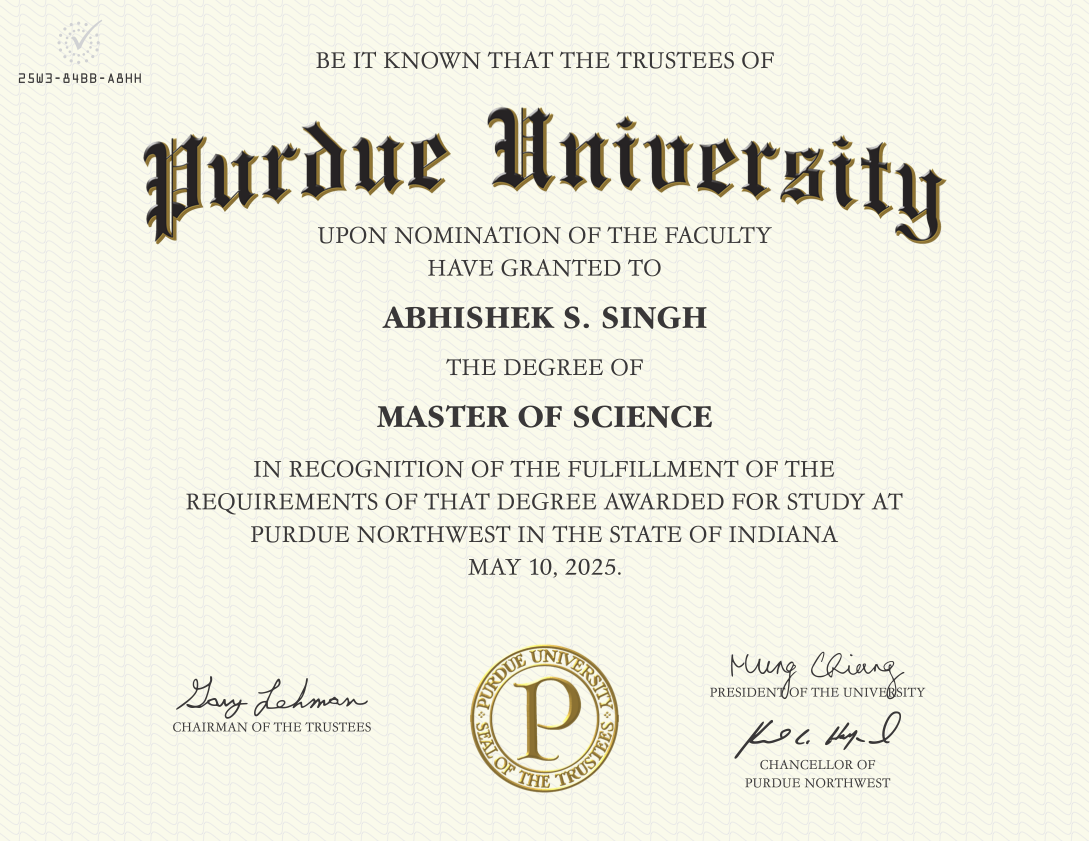 25W3-84BB-A8HH
BE IT KNOWN THAT THE TRUSTEES OF
Purdue University
UPON NOMINATION OF THE FACULTY
HAVE GRANTED TO
ABHISHEK S. SINGH
THE DEGREE OF
MASTER OF SCIENCE
IN RECOGNITION OF THE FULFILLMENT OF THE
REQUIREMENTS OF THAT DEGREE AWARDED FOR STUDY AT
PURDUE NORTHWEST IN THE STATE OF INDIANA
MAY 10, 2025.
Gary Lehman
CHAIRMAN OF THE TRUSTEES
PURDUE UNIVERSITY
P
SEAL OF THE TRUSTEES
Mung Chiang
PRESIDENT OF THE UNIVERSITY
CHANCELLOR OF
PURDUE NORTHWEST